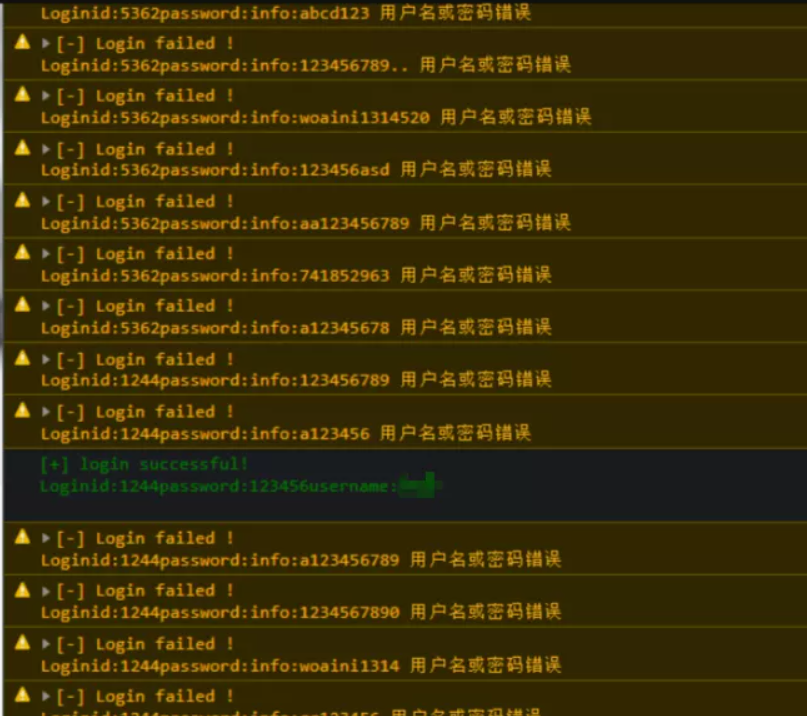 Loginid:5362password:info:abcd123 用户名或密码错误
[-] Login failed !
Loginid:5362password:info:123456789.. 用户名或密码错误
[-] Login failed !
Loginid:5362password:info:woaini1314520 用户名或密码错误
[-] Login failed !
Loginid:5362password:info:123456asd 用户名或密码错误
[-] Login failed !
Loginid:5362password:info:aa123456789 用户名或密码错误
[-] Login failed !
Loginid:5362password:info:741852963 用户名或密码错误
[-] Login failed !
Loginid:5362password:info:a12345678 用户名或密码错误
[-] Login failed !
Loginid:1244password:info:123456789 用户名或密码错误
[-] Login failed !
Loginid:1244password:info:a123456 用户名或密码错误
[+] login successful!
Loginid:1244password:123456username:
[-] Login failed !
Loginid:1244password:info:a123456789 用户名或密码错误
[-] Login failed !
Loginid:1244password:info:1234567890 用户名或密码错误
[-] Login failed !
Loginid:1244password:info:woaini1314 用户名或密码错误
[-] Login failed !